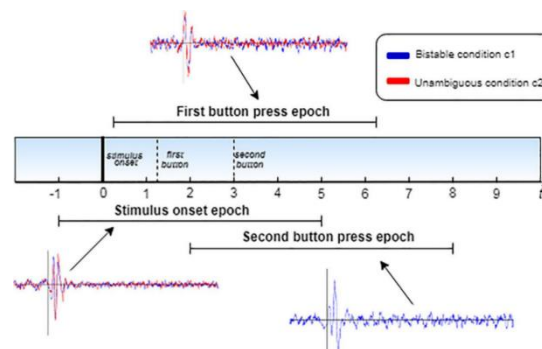 Bistable condition c1
Unambiguous condition c2
First button press epoch
stimulus
onset
first
button
second
button
-1 0 1 2 3 4 5 6 7 8 9
Stimulus onset epoch
Second button press epoch